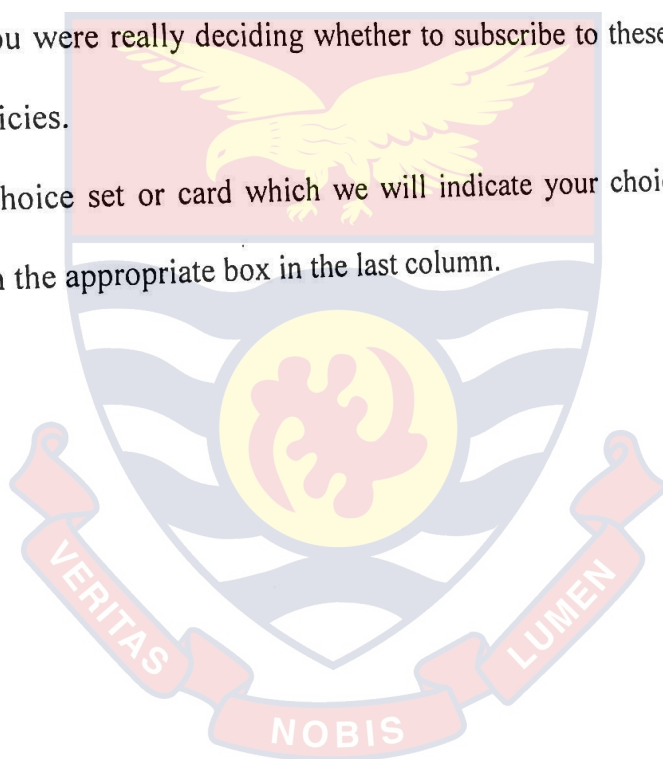 ou were really deciding whether to subscribe to these
icies.
hoice set or card which we will indicate your choic
n the appropriate box in the last column.
VERITAS
NOBIS
LUMEN